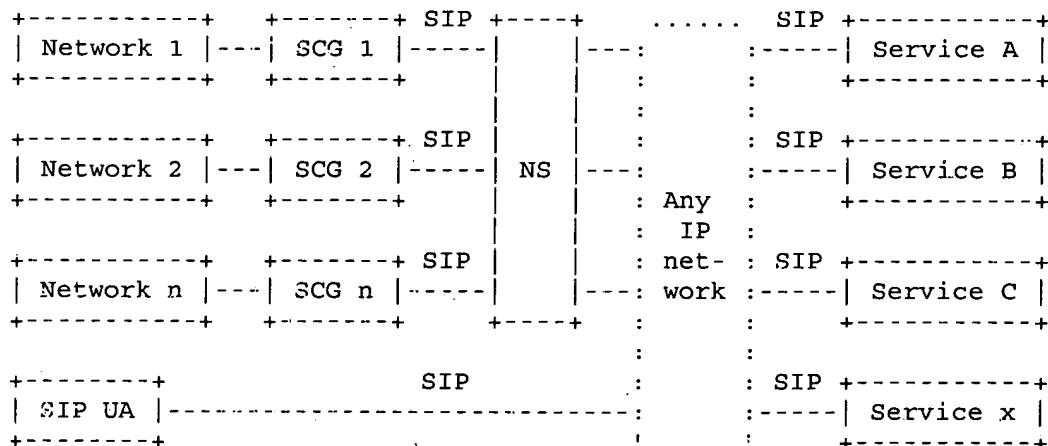 SIP ...... SIP
Network 1 SCG 1 Service A
SIP SIP
Network 2 SCG 2 NS Service B
Any
IP
SIP net- SIP
Network n SCG n work Service C
SIP SIP
SIP UA Service x